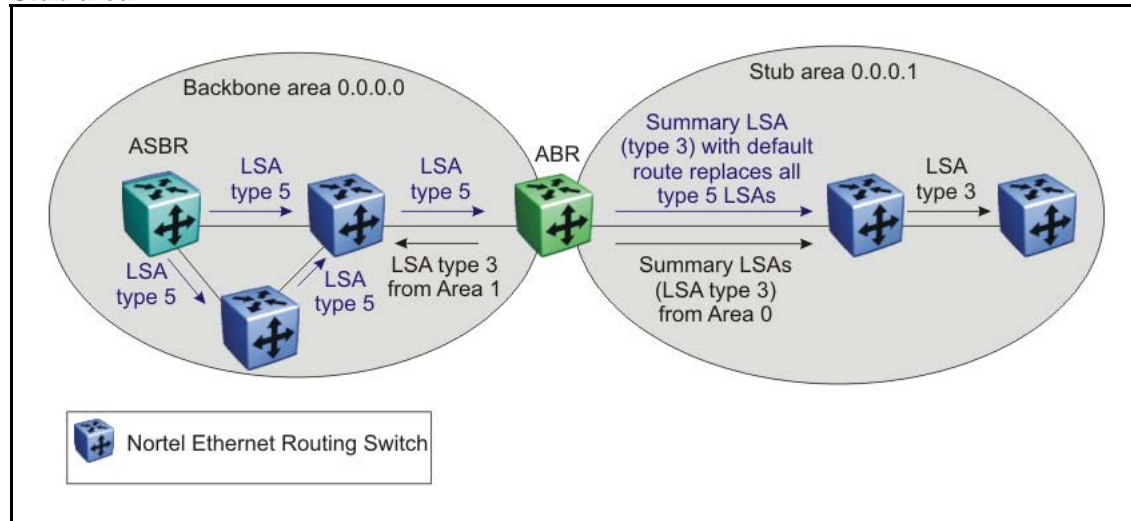 Backbone area 0.0.0.0
ASBR
LSA
type 5
LSA
type 5
LSA
type 5
LSA
type 5
LSA type 3
from Area 1
ABR
Stub area 0.0.0.1
Summary LSA
(type 3) with default
route replaces all
type 5 LSAs
Summary LSAs
(LSA type 3)
from Area 0
LSA
type 3
Nortel Ethernet Routing Switch